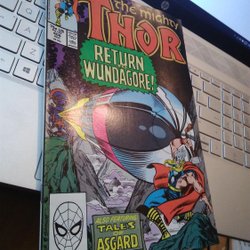 the mighty
THOR
RETURN
TO
WUNDAGORE!
ALSO FEATURING
TALES
OF
ASGARD